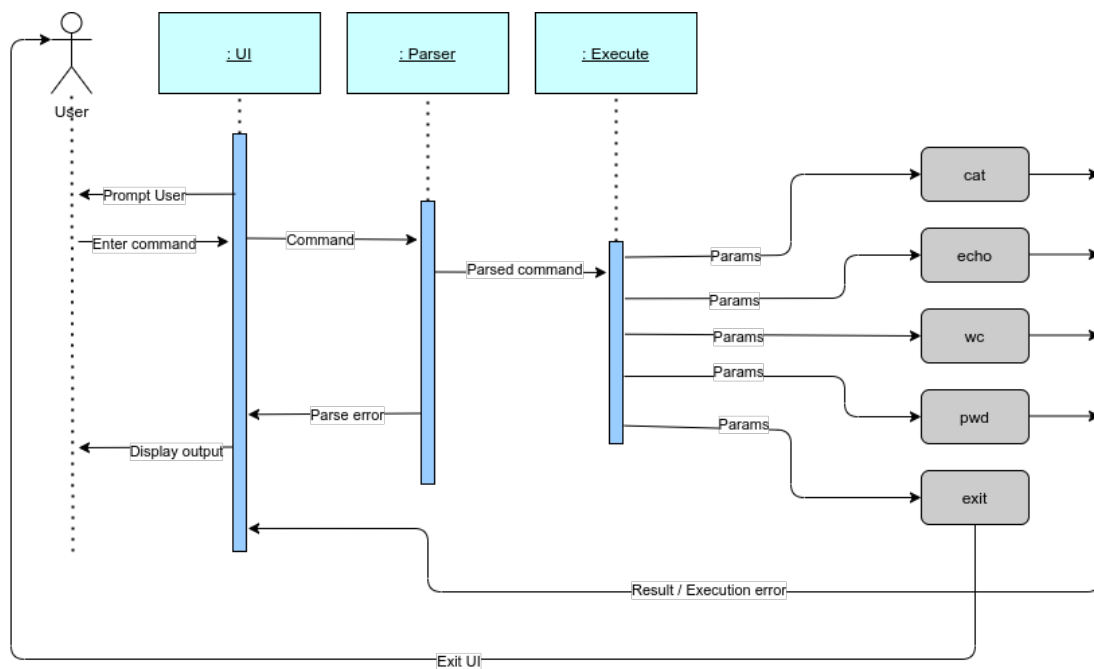 : UI
: Parser
: Execute
User
Prompt User
Enter command
Command
Parsed command
Params
cat
Params
echo
Params
wc
Params
pwd
Parse error
Params
Display output
exit
Result / Execution error
Exit UI